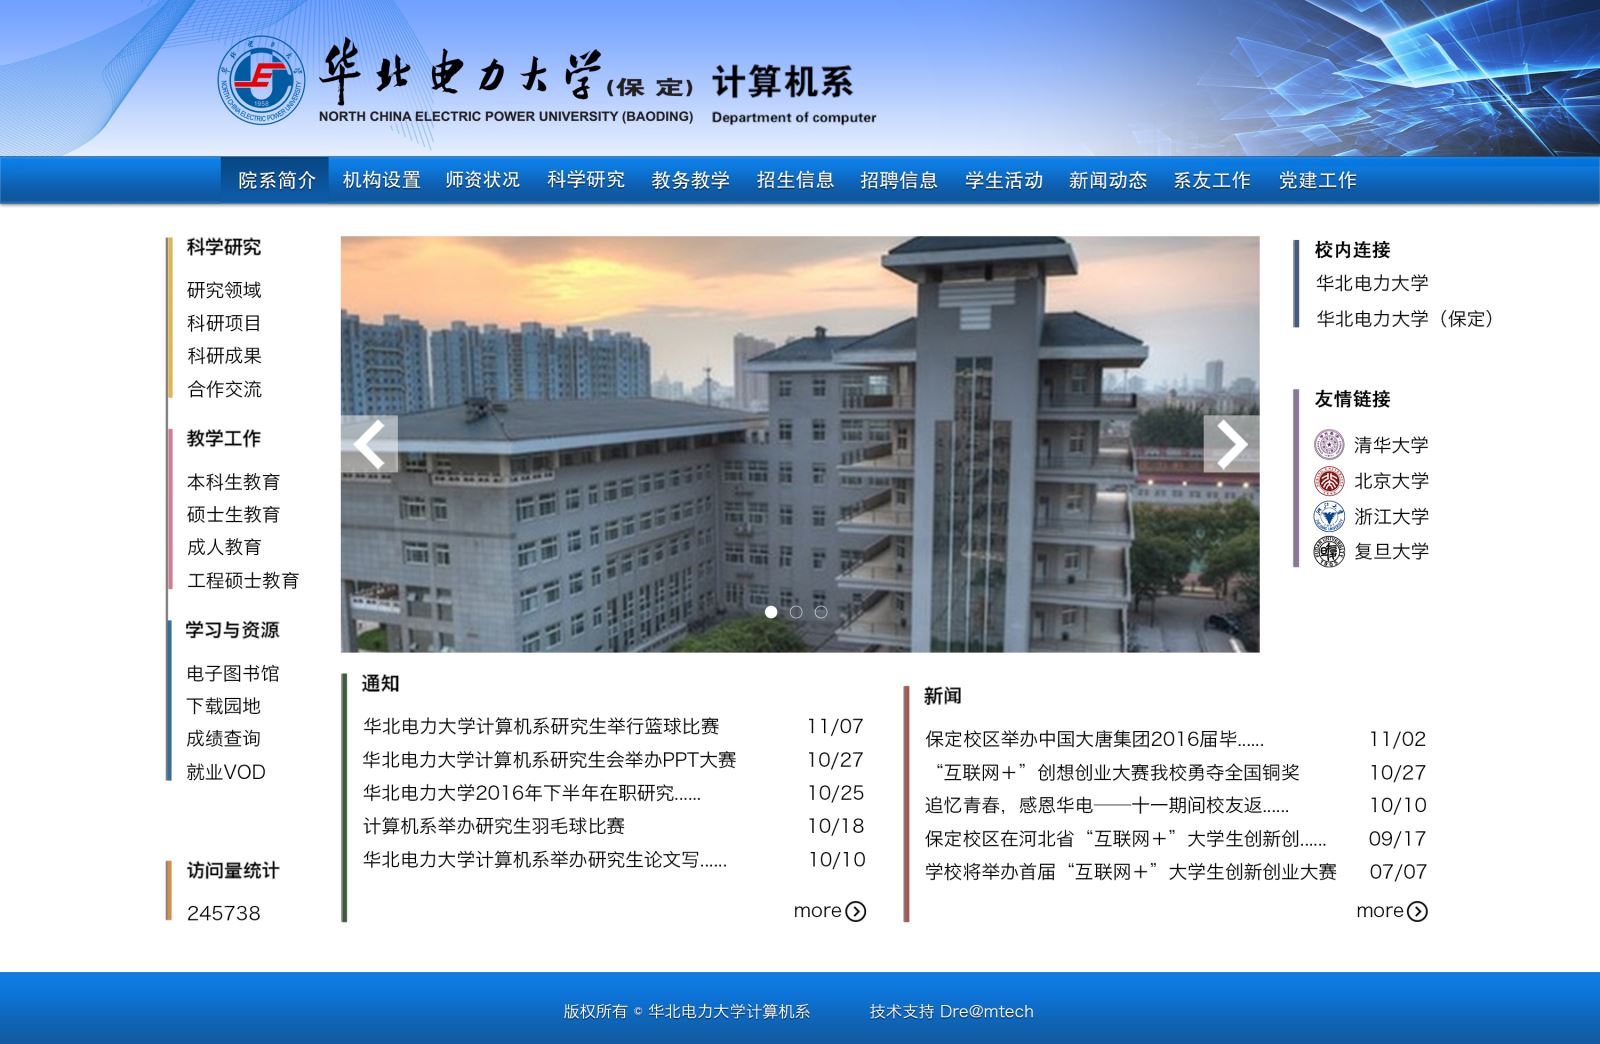 华北电力大学(保 定) 计算机系
NORTH CHINA ELECTRIC POWER UNIVERSITY (BAODING) Department of computer
NORTH CHINA ELECTRIC POWER UNIVERSITY
1958
院系简介 机构设置 师资状况 科学研究 教务教学 招生信息 招聘信息 学生活动 新闻动态 系友工作 党建工作
科学研究
研究领域
科研项目
科研成果
合作交流
教学工作
本科生教育
硕士生教育
成人教育
工程硕士教育
学习与资源
电子图书馆
下载园地
成绩查询
就业VOD
访问量统计
245738
校内连接
华北电力大学
华北电力大学（保定）
友情链接
清华大学
北京大学
浙江大学
复旦大学
通知
华北电力大学计算机系研究生举行篮球比赛 11/07
华北电力大学计算机系研究生会举办PPT大赛 10/27
华北电力大学2016年下半年在职研究...... 10/25
计算机系举办研究生羽毛球比赛 10/18
华北电力大学计算机系举办研究生论文写...... 10/10
more
新闻
保定校区举办中国大唐集团2016届毕...... 11/02
“互联网＋”创想创业大赛我校勇夺全国铜奖 10/27
追忆青春，感恩华电——十一期间校友返...... 10/10
保定校区在河北省“互联网＋”大学生创新创...... 09/17
学校将举办首届“互联网＋”大学生创新创业大赛 07/07
more
版权所有 © 华北电力大学计算机系 技术支持 Dre@mtech